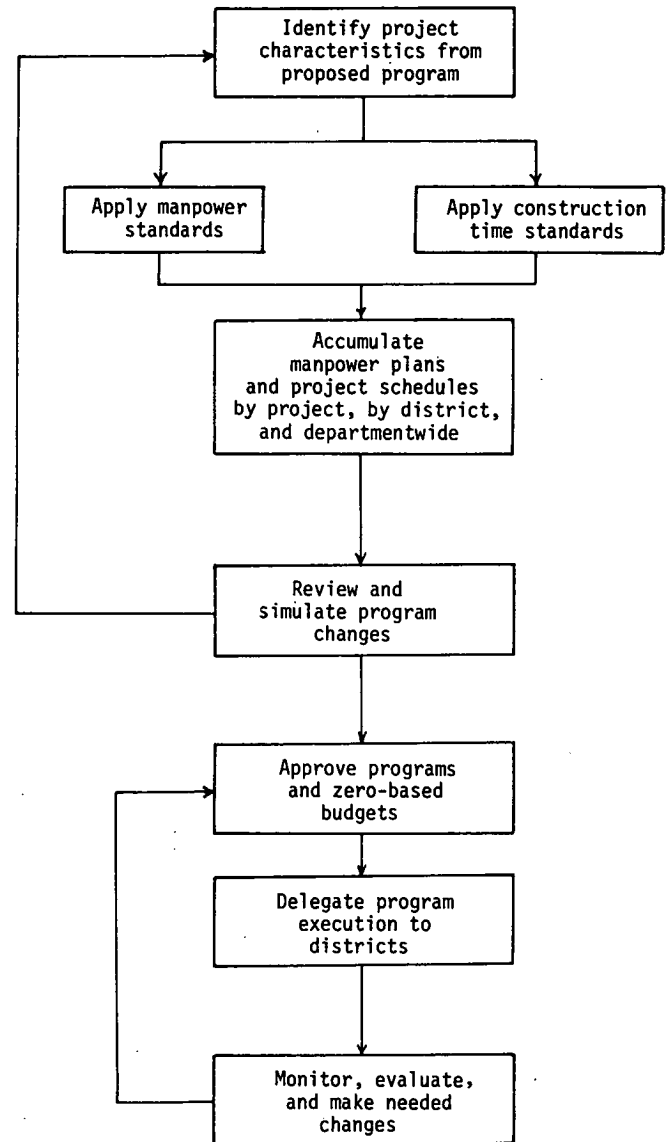 Identify project
characteristics from
proposed program
Apply manpower
standards
Apply construction
time standards
Accumulate
manpower plans
and project schedules
by project, by district,
and departmentwide
Review and
simulate program
changes
Approve programs
and zero-based
budgets
Delegate program
execution to
districts
Monitor, evaluate,
and make needed
changes